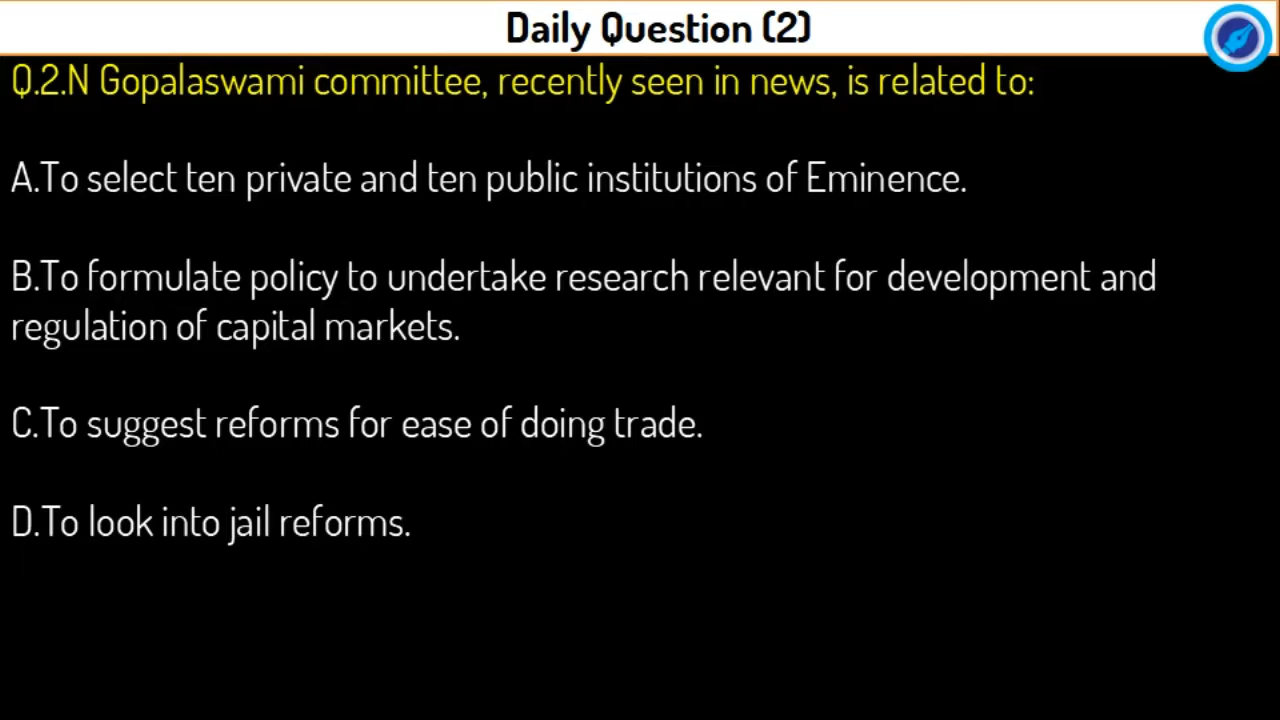 Daily Question (2)
Q.2.N Gopalaswami committee, recently seen in news, is related to:
A.To select ten private and ten public institutions of Eminence.
B.To formulate policy to undertake research relevant for development and
regulation of capital markets.
C.To suggest reforms for ease of doing trade.
D.To look into jail reforms.